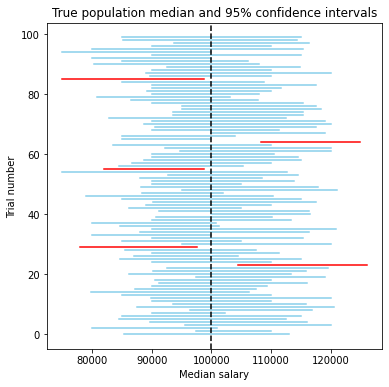 True population median and 95% confidence intervals
100
80
60
40
20
0
Trial number
80000 90000 100000 110000 120000
Median salary